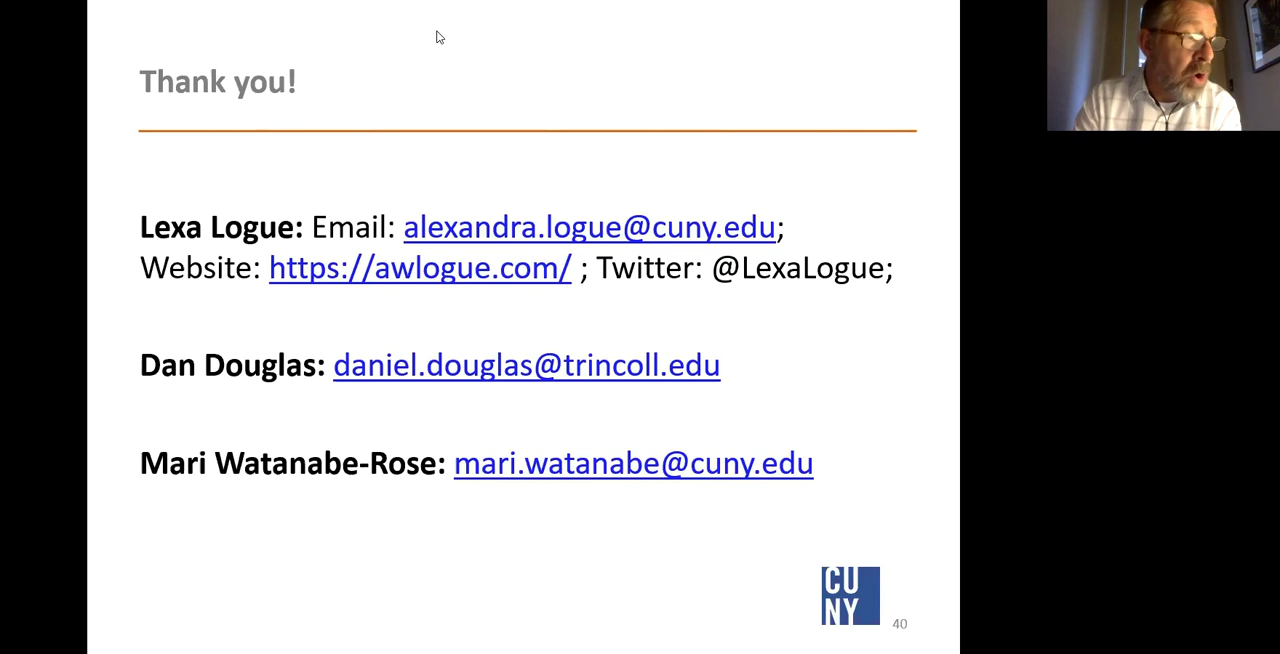 Thank you!
Lexa Logue: Email: alexandra.logue@cuny.edu;
Website: https://awlogue.com/ ; Twitter: @LexaLogue;
Dan Douglas: daniel.douglas@trincoll.edu
Mari Watanabe-Rose: mari.watanabe@cuny.edu
CU
NY
40